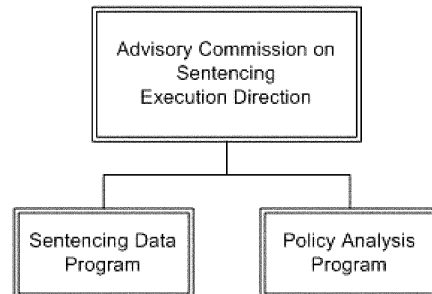 Advisory Commission on
Sentencing
Execution Direction
Sentencing Data
Program
Policy Analysis
Program